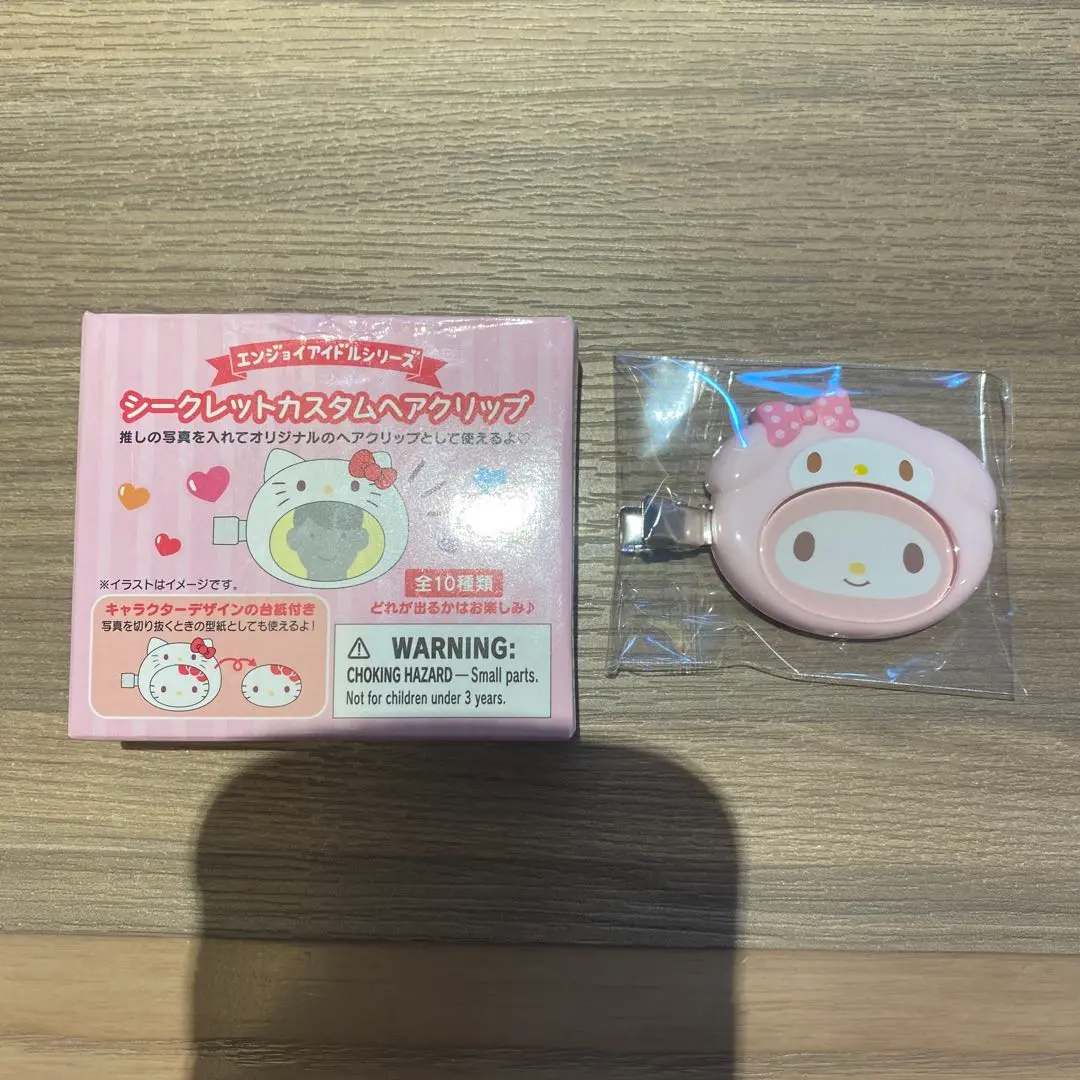 エンジョイアイドルシリーズ
シークレットカスタムヘアクリップ
推しの写真を入れてオリジナルのヘアクリップとして使えるよ♡
※イラストはイメージです。
全10種類
どれが出るかはお楽しみ♪
キャラクターデザインの台紙付き
写真を切り抜くときの型紙としても使えるよ!
⚠ WARNING:
CHOKING HAZARD — Small parts.
Not for children under 3 years.